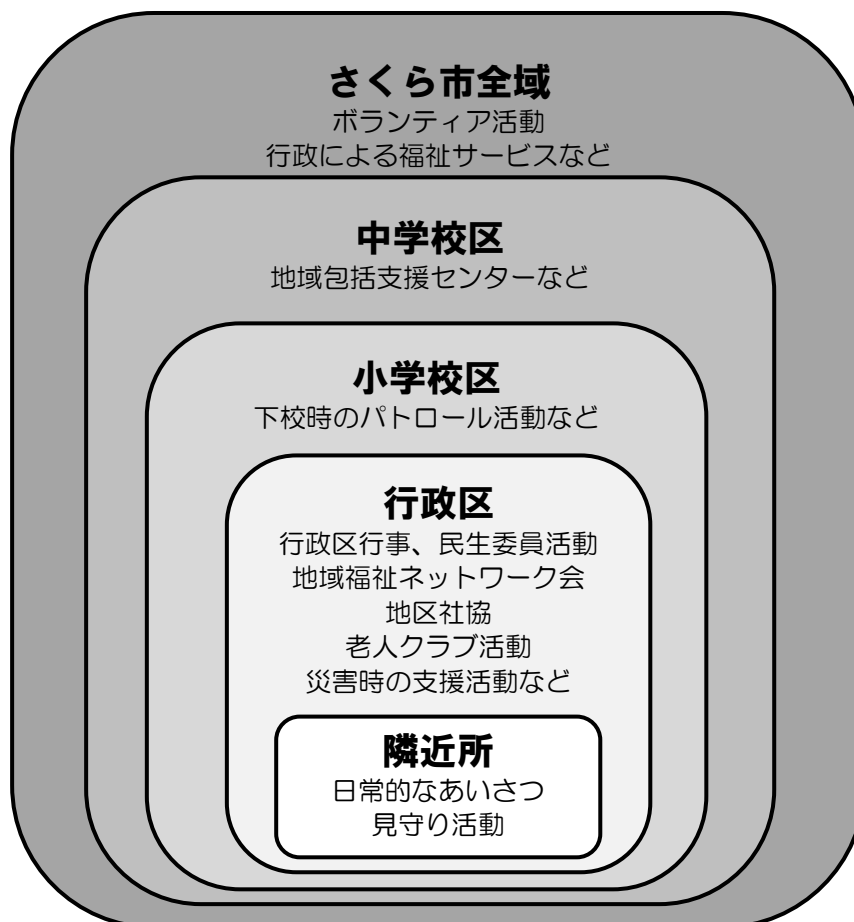 さくら市全域
ボランティア活動
行政による福祉サービスなど
中学校区
地域包括支援センターなど
小学校区
下校時のパトロール活動など
行政区
行政区行事、民生委員活動
地域福祉ネットワーク会
地区社協
老人クラブ活動
災害時の支援活動など
隣近所
日常的なあいさつ
見守り活動